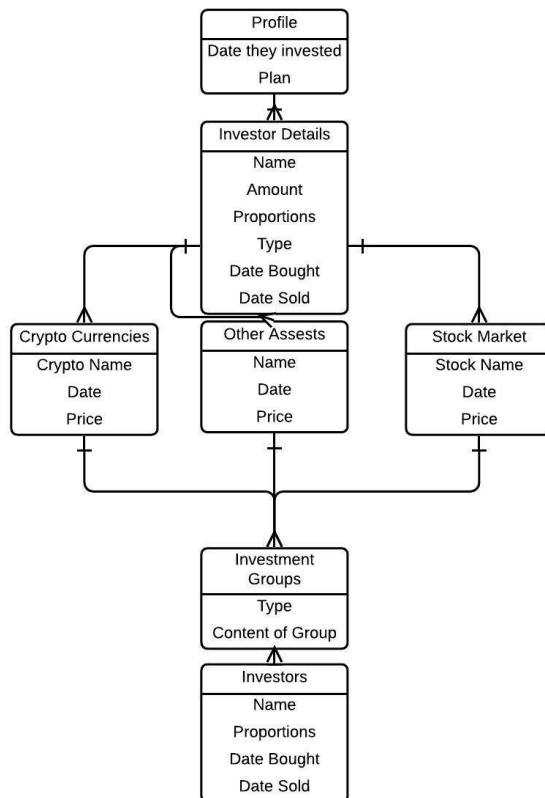 Profile
Date they invested
Plan
Investor Details
Name
Amount
Proportions
Type
Date Bought
Date Sold
Crypto Currencies
Crypto Name
Date
Price
Other Assests
Name
Date
Price
Stock Market
Stock Name
Date
Price
Investment
Groups
Type
Content of Group
Investors
Name
Proportions
Date Bought
Date Sold